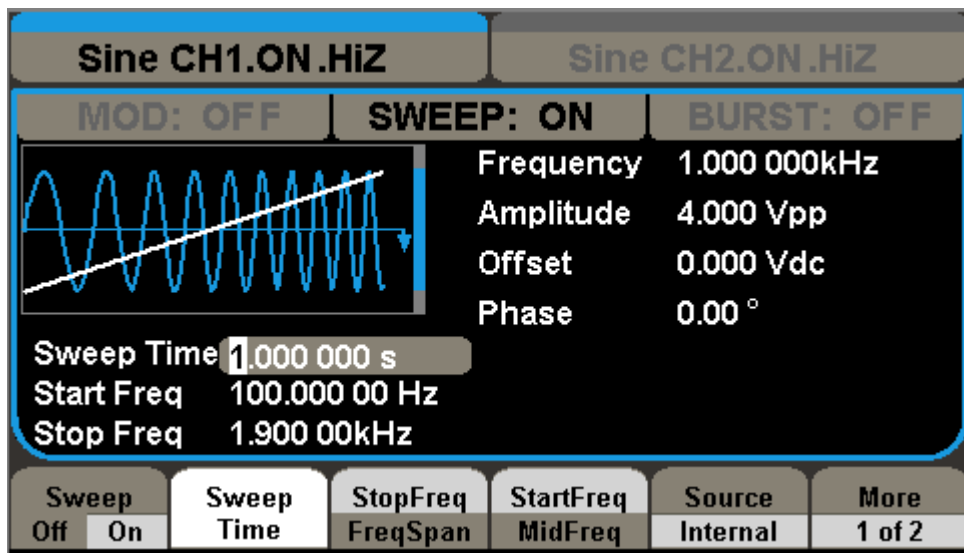 Sine CH1.ON.HiZ Sine CH2.ON.HiZ
MOD: OFF SWEEP: ON BURST: OFF
Frequency 1.000 000kHz
Amplitude 4.000 Vpp
Offset 0.000 Vdc
Phase 0.00 °
Sweep Time 1.000 000 s
Start Freq 100.000 00 Hz
Stop Freq 1.900 00kHz
Sweep Sweep StopFreq StartFreq Source More
Off On Time FreqSpan MidFreq Internal 1 of 2